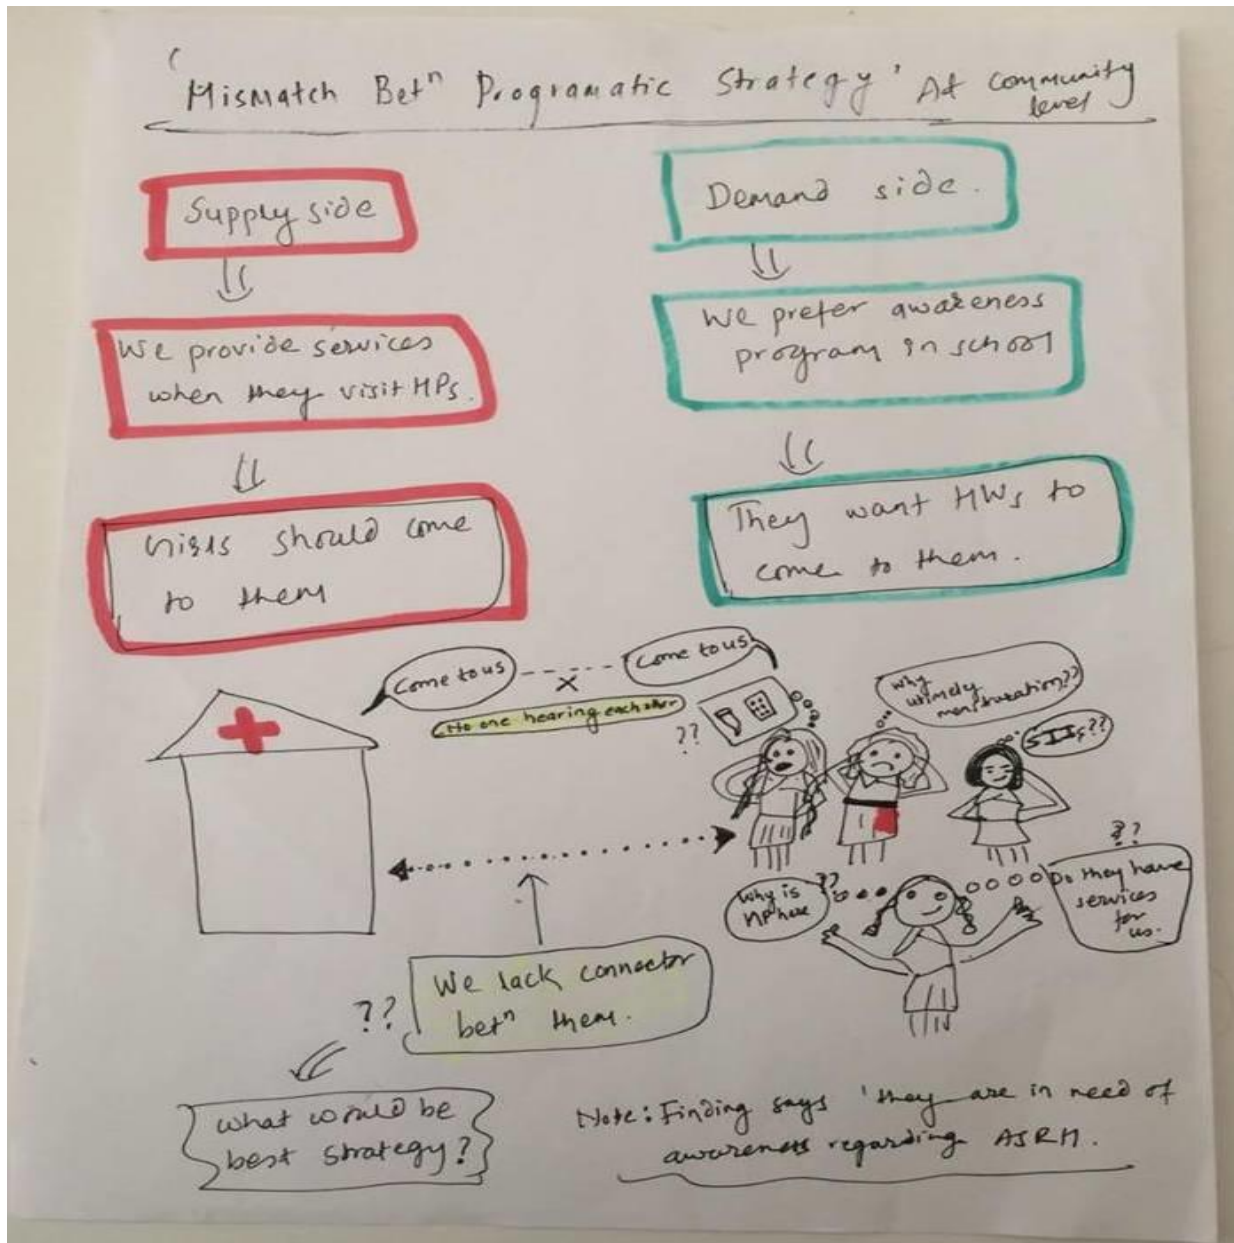 'Mismatch Betⁿ Programatic Strategy' At community
level
Supply side
We provide services
when they visit HPs.
Girls should come
to them
Demand side.
We prefer awareness
program in school
They want HWs to
come to them.
Come to us
Come to us
X
No one hearing each other
??
Why
utimely
menstruation??
STIs??
??
Why is
HP here
??
Do they have
services
for
us.
We lack connector
betⁿ them.
??
What would be
best strategy?
Note: Finding says 'they are in need of
awareness regarding ASRH.